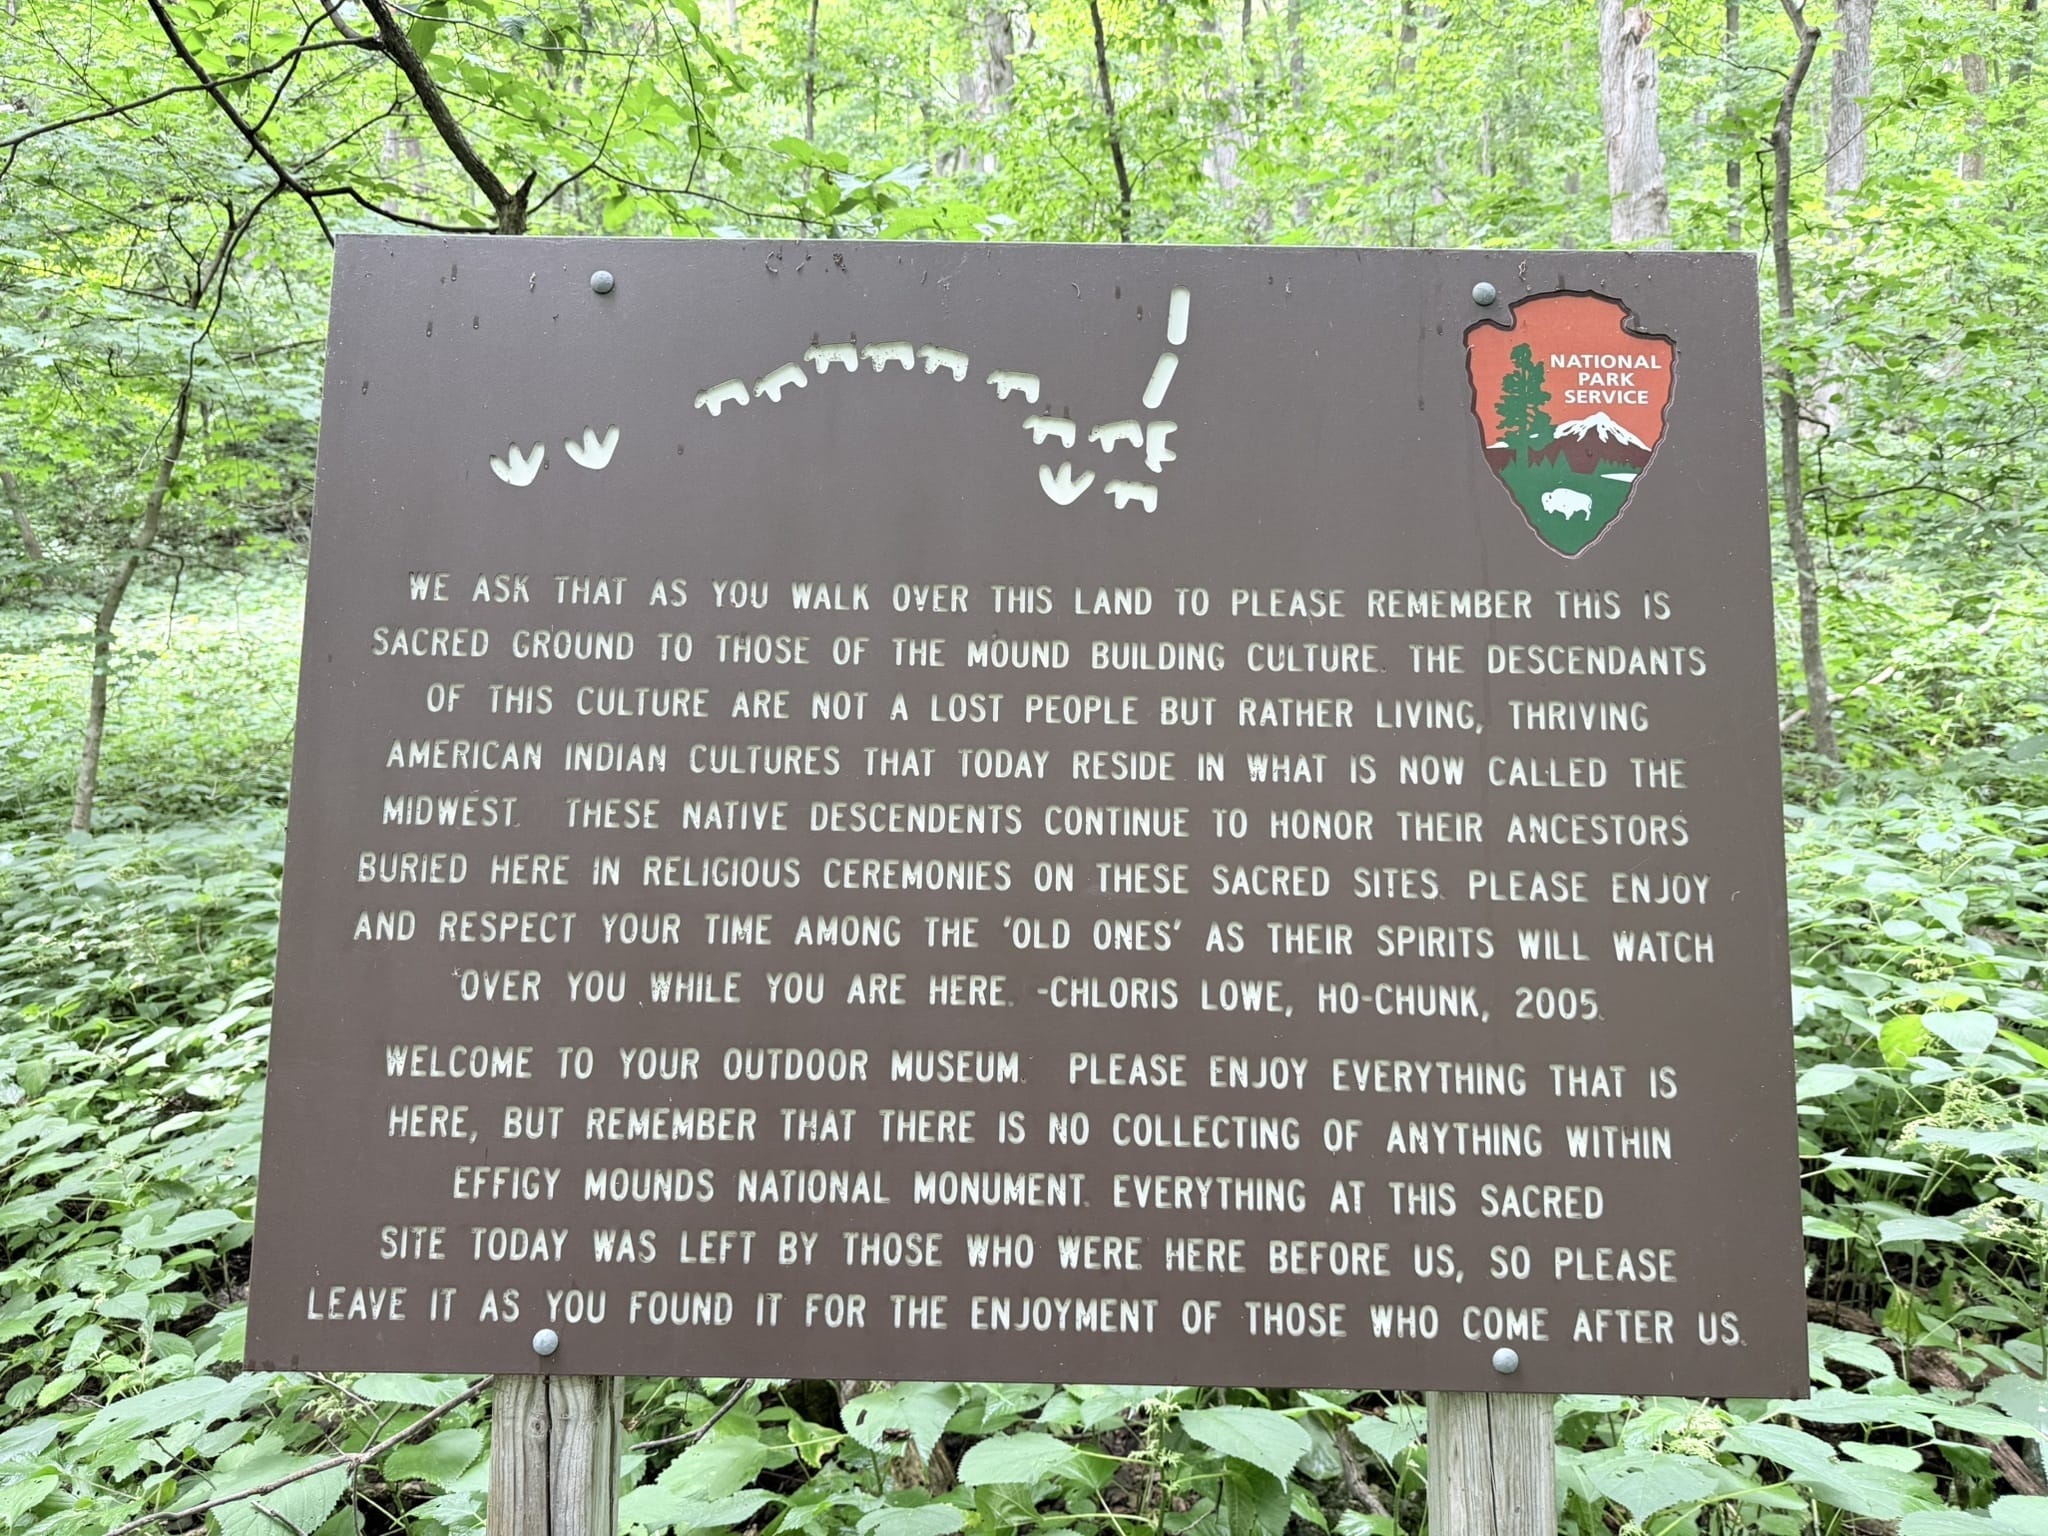 NATIONAL
PARK
SERVICE
WE ASK THAT AS YOU WALK OVER THIS LAND TO PLEASE REMEMBER THIS IS
SACRED GROUND TO THOSE OF THE MOUND BUILDING CULTURE. THE DESCENDANTS
OF THIS CULTURE ARE NOT A LOST PEOPLE BUT RATHER LIVING, THRIVING
AMERICAN INDIAN CULTURES THAT TODAY RESIDE IN WHAT IS NOW CALLED THE
MIDWEST. THESE NATIVE DESCENDENTS CONTINUE TO HONOR THEIR ANCESTORS
BURIED HERE IN RELIGIOUS CEREMONIES ON THESE SACRED SITES. PLEASE ENJOY
AND RESPECT YOUR TIME AMONG THE 'OLD ONES' AS THEIR SPIRITS WILL WATCH
OVER YOU WHILE YOU ARE HERE. -CHLORIS LOWE, HO-CHUNK, 2005.
WELCOME TO YOUR OUTDOOR MUSEUM. PLEASE ENJOY EVERYTHING THAT IS
HERE, BUT REMEMBER THAT THERE IS NO COLLECTING OF ANYTHING WITHIN
EFFIGY MOUNDS NATIONAL MONUMENT. EVERYTHING AT THIS SACRED
SITE TODAY WAS LEFT BY THOSE WHO WERE HERE BEFORE US, SO PLEASE
LEAVE IT AS YOU FOUND IT FOR THE ENJOYMENT OF THOSE WHO COME AFTER US.